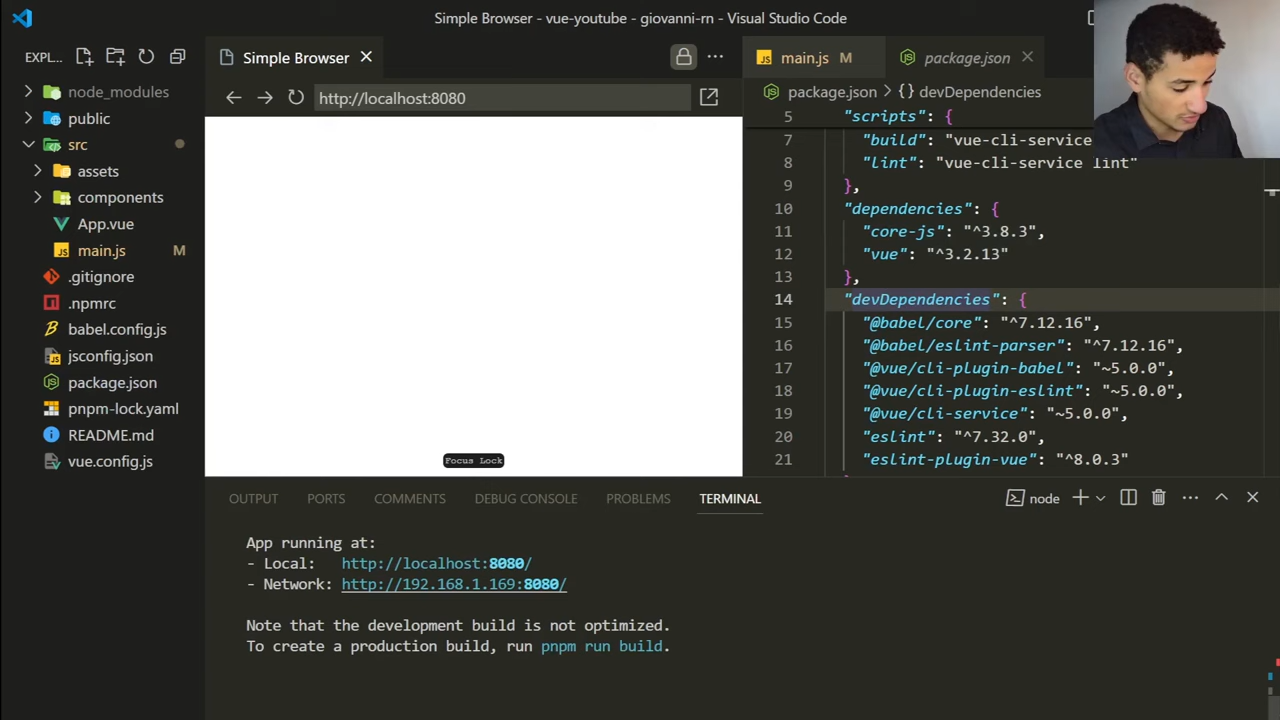 Simple Browser - vue-youtube - giovanni-rn - Visual Studio Code
EXPL...
Simple Browser
main.js M
package.json
node_modules
public
src
assets
components
App.vue
main.js M
.gitignore
.npmrc
babel.config.js
jsconfig.json
package.json
pnpm-lock.yaml
README.md
vue.config.js
http://localhost:8080
Focus Lock
package.json > {} devDependencies
5 "scripts": {
7 "build": "vue-cli-service
8 "lint": "vue-cli-service lint"
9 },
10 "dependencies": {
11 "core-js": "^3.8.3",
12 "vue": "^3.2.13"
13 },
14 "devDependencies": {
15 "@babel/core": "^7.12.16",
16 "@babel/eslint-parser": "^7.12.16",
17 "@vue/cli-plugin-babel": "~5.0.0",
18 "@vue/cli-plugin-eslint": "~5.0.0",
19 "@vue/cli-service": "~5.0.0",
20 "eslint": "^7.32.0",
21 "eslint-plugin-vue": "^8.0.3"
OUTPUT PORTS COMMENTS DEBUG CONSOLE PROBLEMS TERMINAL
node
App running at:
- Local: http://localhost:8080/
- Network: http://192.168.1.169:8080/
Note that the development build is not optimized.
To create a production build, run pnpm run build.